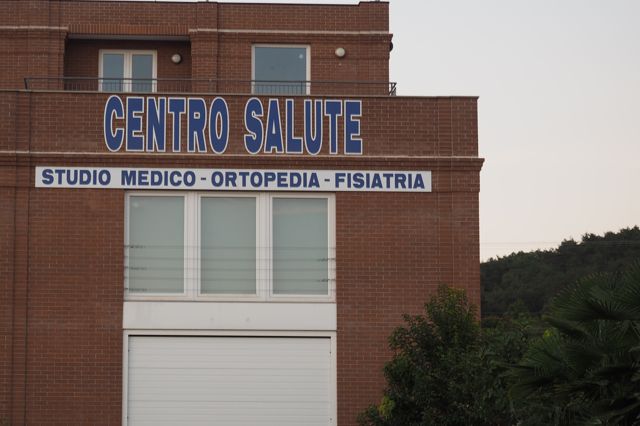 CENTRO SALUTE
STUDIO MEDICO - ORTOPEDIA - FISIATRIA